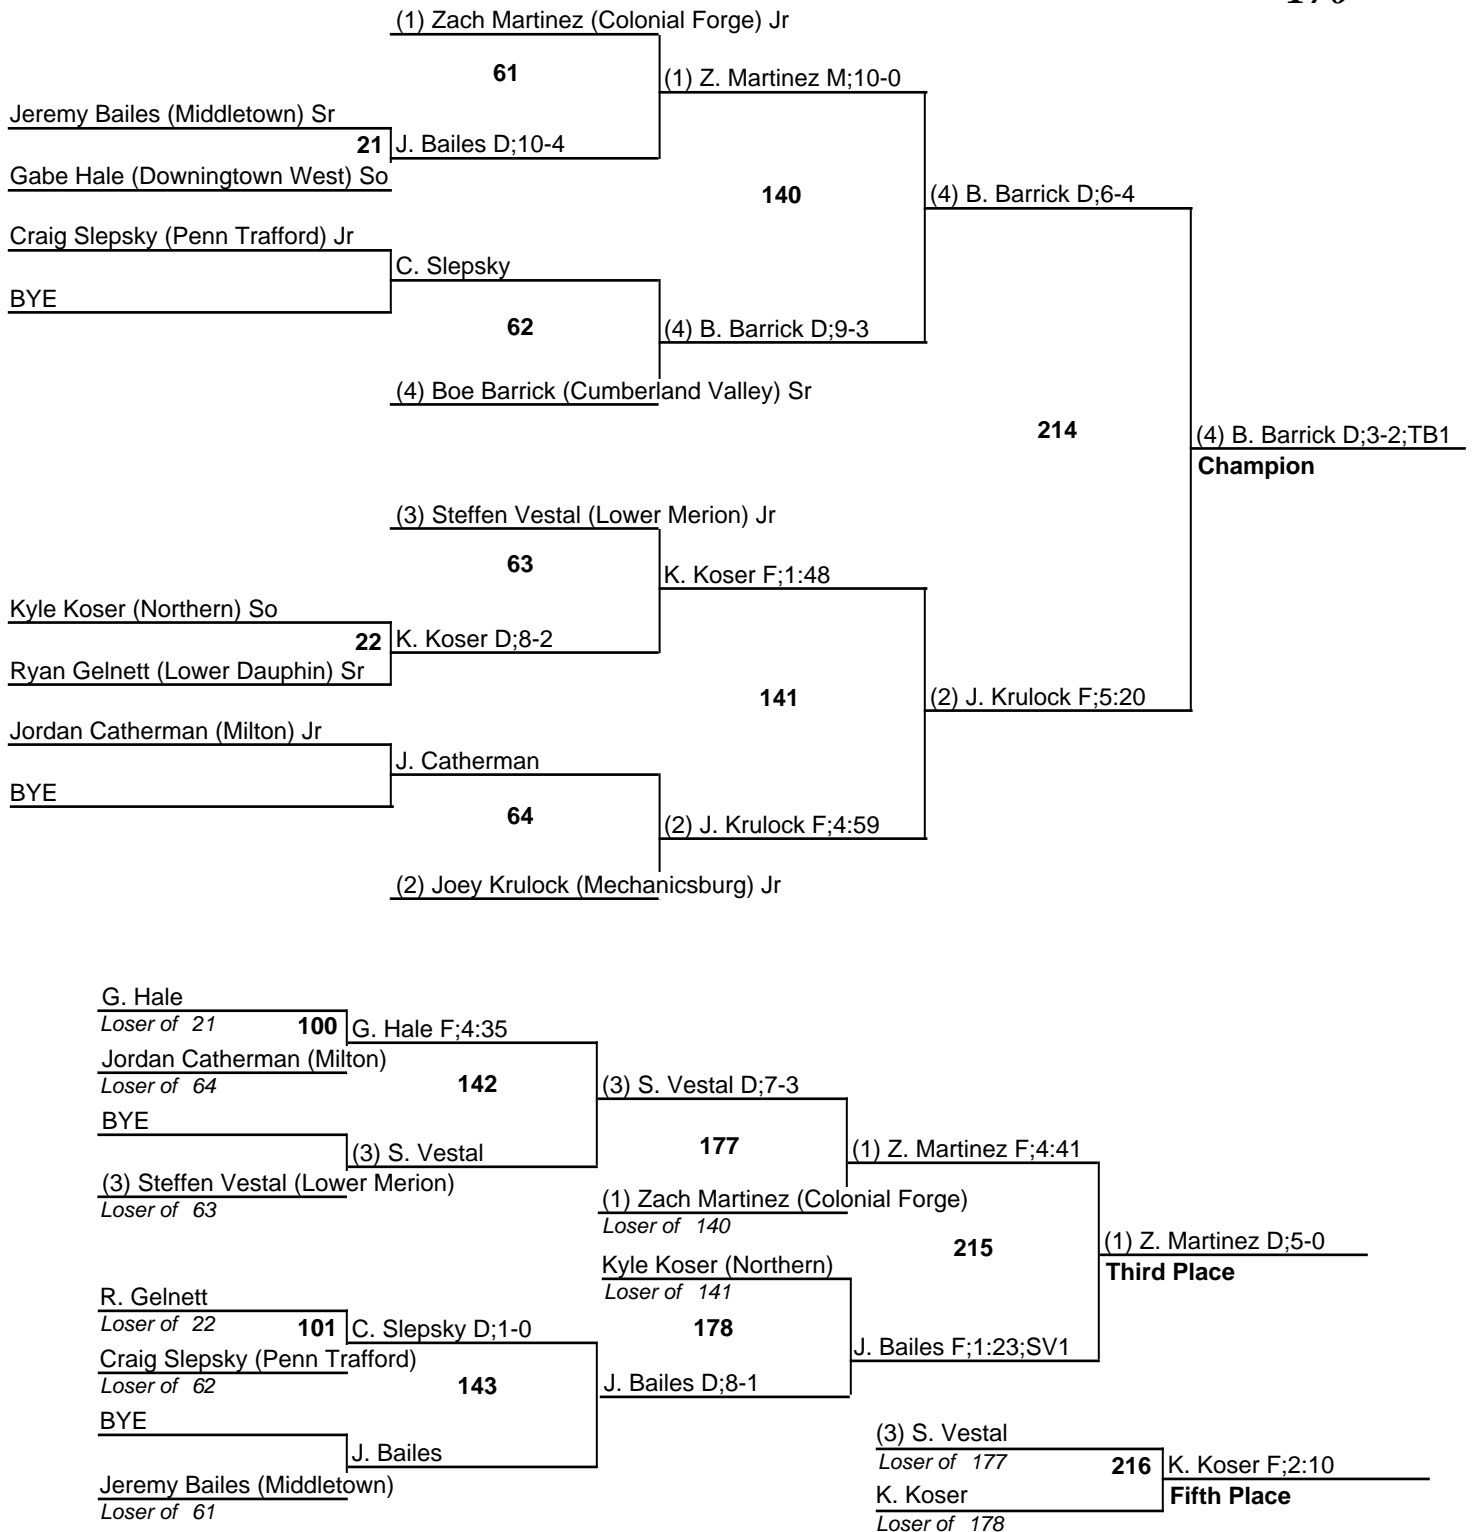 (1) Zach Martinez (Colonial Forge) Jr
61
(1) Z. Martinez M;10-0
Jeremy Bailes (Middletown) Sr
21
J. Bailes D;10-4
Gabe Hale (Downingtown West) So
140
(4) B. Barrick D;6-4
Craig Slepsky (Penn Trafford) Jr
C. Slepsky
BYE
62
(4) B. Barrick D;9-3
(4) Boe Barrick (Cumberland Valley) Sr
214
(4) B. Barrick D;3-2;TB1
Champion
(3) Steffen Vestal (Lower Merion) Jr
63
K. Koser F;1:48
Kyle Koser (Northern) So
22
K. Koser D;8-2
Ryan Gelnett (Lower Dauphin) Sr
141
(2) J. Krulock F;5:20
Jordan Catherman (Milton) Jr
J. Catherman
BYE
64
(2) J. Krulock F;4:59
(2) Joey Krulock (Mechanicsburg) Jr
G. Hale
Loser of 21
100
G. Hale F;4:35
Jordan Catherman (Milton)
Loser of 64
142
(3) S. Vestal D;7-3
BYE
(3) S. Vestal
177
(1) Z. Martinez F;4:41
(3) Steffen Vestal (Lower Merion)
Loser of 63
(1) Zach Martinez (Colonial Forge)
Loser of 140
215
(1) Z. Martinez D;5-0
Third Place
Kyle Koser (Northern)
Loser of 141
R. Gelnett
Loser of 22
101
C. Slepsky D;1-0
178
J. Bailes F;1:23;SV1
Craig Slepsky (Penn Trafford)
Loser of 62
143
J. Bailes D;8-1
BYE
J. Bailes
Jeremy Bailes (Middletown)
Loser of 61
(3) S. Vestal
Loser of 177
216
K. Koser F;2:10
Fifth Place
K. Koser
Loser of 178